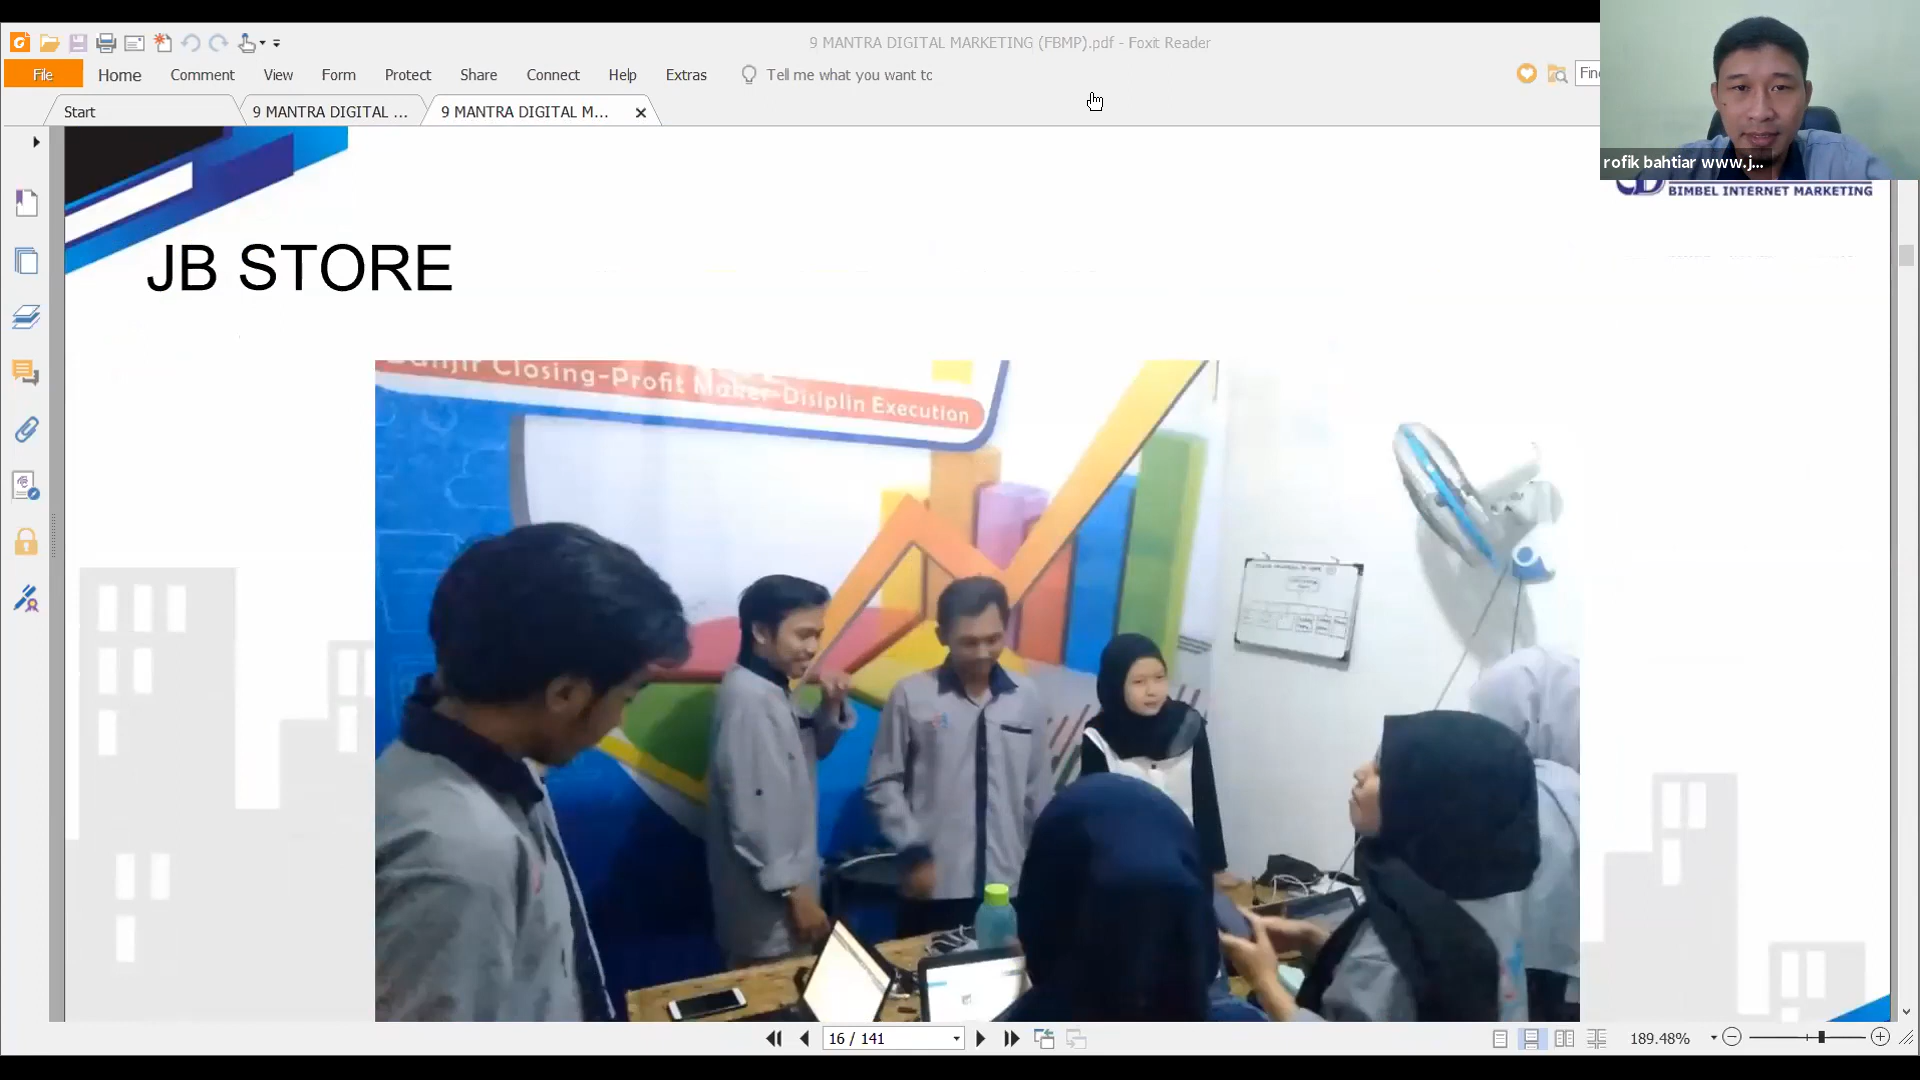 9 MANTRA DIGITAL MARKETING (FBMP).pdf - Foxit Reader
File Home Comment View Form Protect Share Connect Help Extras Tell me what you want to
Start 9 MANTRA DIGITAL ... 9 MANTRA DIGITAL M...
rofik bahtiar www.j...
BIMBEL INTERNET MARKETING
JB STORE
Banjir Closing-Profit Maker-Disiplin Execution
16 / 141
189.48%